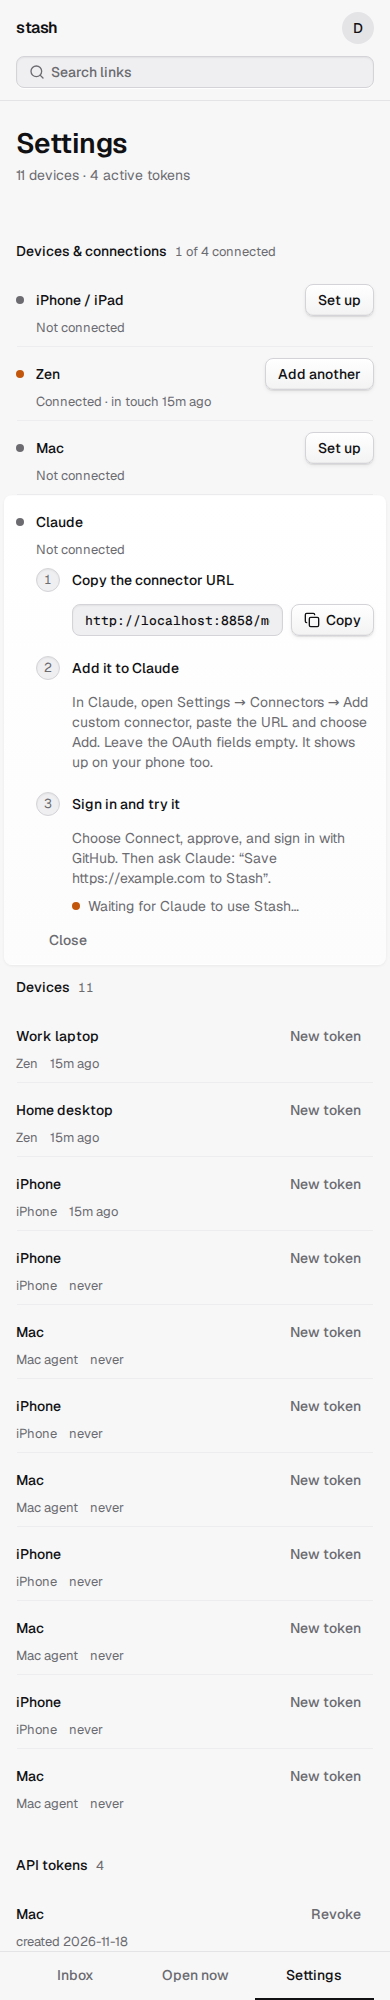 stash
D
Search links
Settings
11 devices · 4 active tokens
Devices & connections 1 of 4 connected
iPhone / iPad
Set up
Not connected
Zen
Add another
Connected · in touch 15m ago
Mac
Set up
Not connected
Claude
Not connected
1 Copy the connector URL
http://localhost:8858/m
Copy
2 Add it to Claude
In Claude, open Settings → Connectors → Add
custom connector, paste the URL and choose
Add. Leave the OAuth fields empty. It shows
up on your phone too.
3 Sign in and try it
Choose Connect, approve, and sign in with
GitHub. Then ask Claude: “Save
https://example.com to Stash”.
Waiting for Claude to use Stash…
Close
Devices 11
Work laptop New token
Zen 15m ago
Home desktop New token
Zen 15m ago
iPhone New token
iPhone 15m ago
iPhone New token
iPhone never
Mac New token
Mac agent never
iPhone New token
iPhone never
Mac New token
Mac agent never
iPhone New token
iPhone never
Mac New token
Mac agent never
iPhone New token
iPhone never
Mac New token
Mac agent never
API tokens 4
Mac Revoke
created 2026-11-18
Inbox Open now Settings